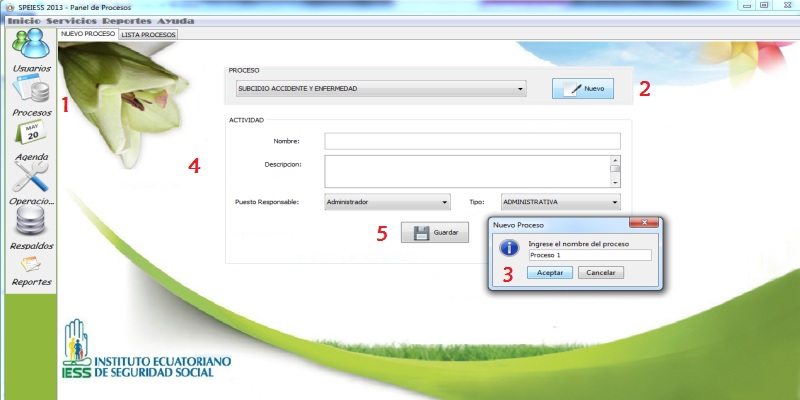 SPEIESS 2013 - Panel de Procesos
Inicio Servicios Reportes Ayuda
NUEVO PROCESO LISTA PROCESOS
Usuarios
1
Procesos
MAY
20
Agenda
Operacio...
Respaldos
Reportes
PROCESO
SUBCIDIO ACCIDENTE Y ENFERMEDAD
Nuevo
2
ACTIVIDAD
Nombre:
4
Descripcion:
Puesto Responsable: Administrador Tipo: ADMINISTRATIVA
5 Guardar
Nuevo Proceso
Ingrese el nombre del proceso
Proceso 1
3 Aceptar Cancelar
IESS
INSTITUTO ECUATORIANO
DE SEGURIDAD SOCIAL